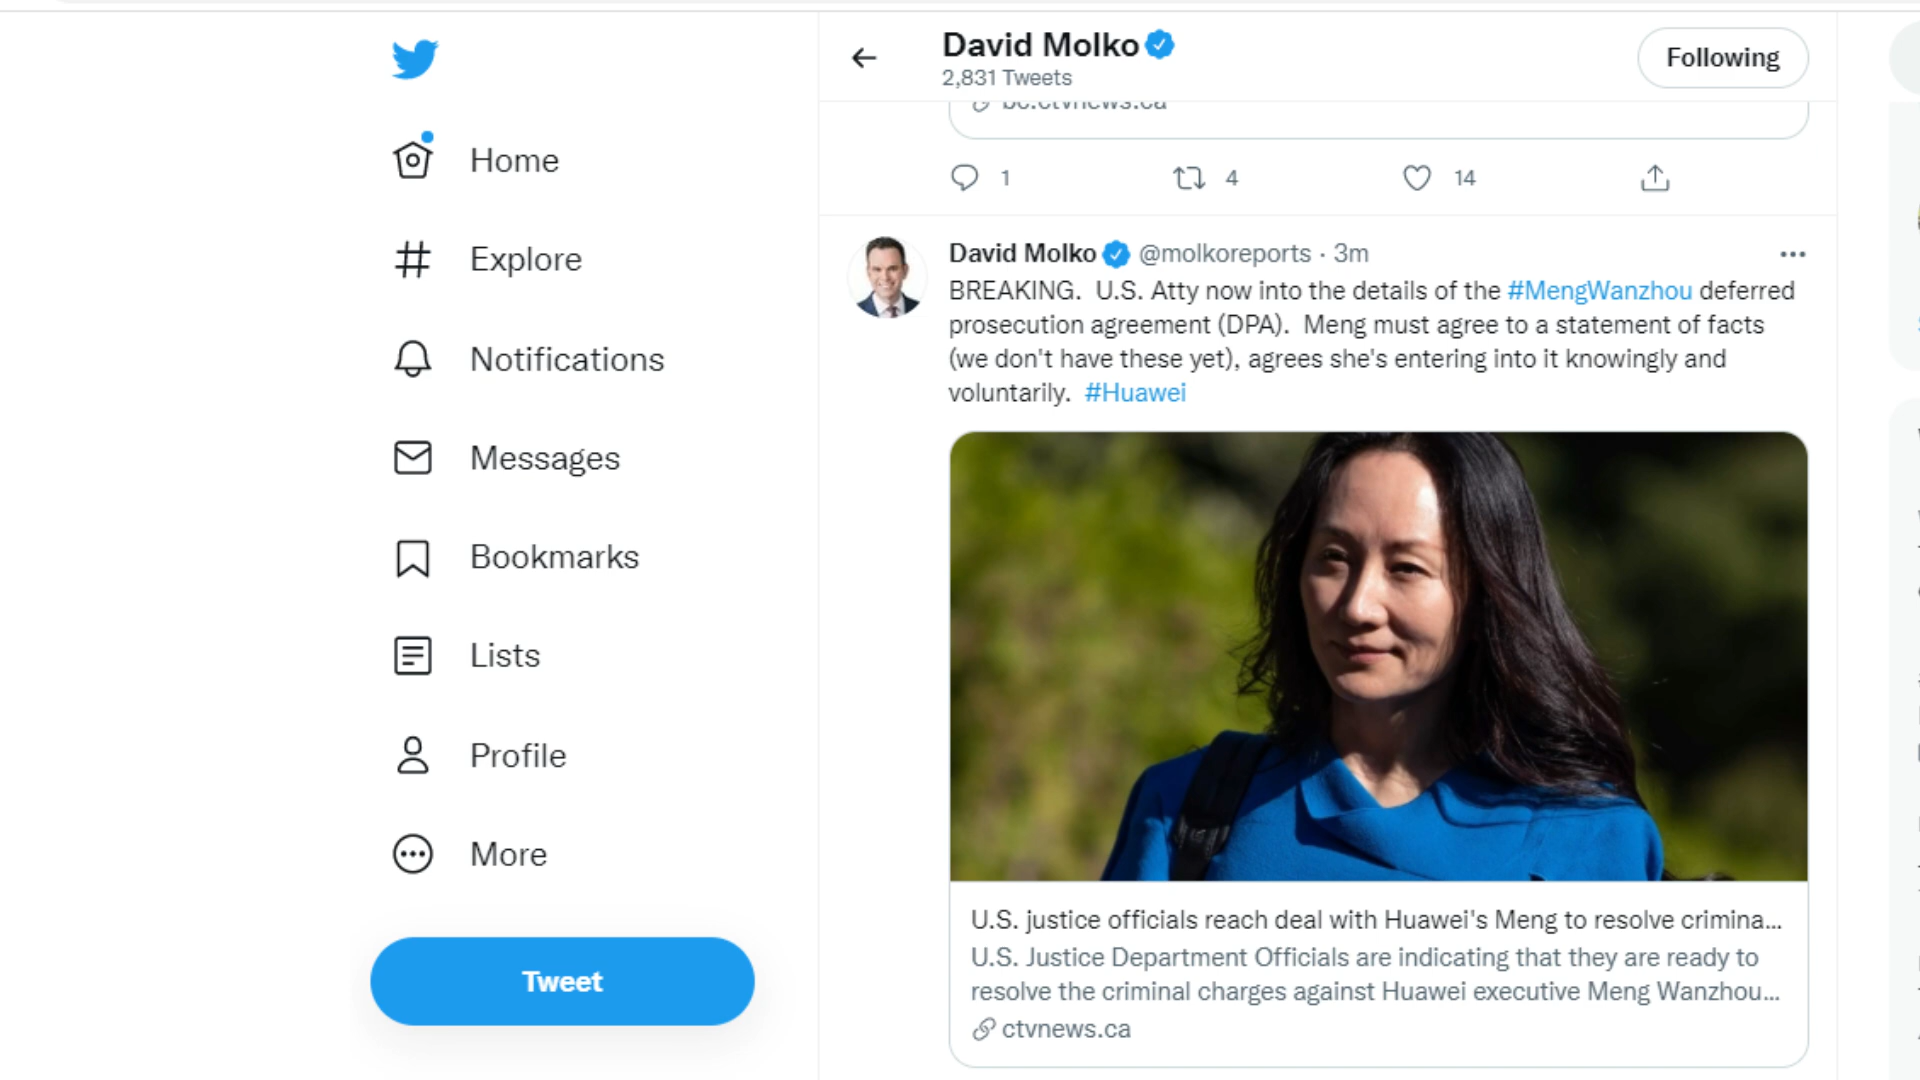 David Molko
2,831 Tweets
Following
bc.ctvnews.ca
Home
1
4
14
Explore
David Molko @molkoreports · 3m
BREAKING.  U.S. Atty now into the details of the #MengWanzhou deferred
prosecution agreement (DPA).  Meng must agree to a statement of facts
(we don't have these yet), agrees she's entering into it knowingly and
voluntarily.  #Huawei
Notifications
Messages
Bookmarks
Lists
Profile
More
Tweet
U.S. justice officials reach deal with Huawei's Meng to resolve crimina...
U.S. Justice Department Officials are indicating that they are ready to
resolve the criminal charges against Huawei executive Meng Wanzhou...
ctvnews.ca